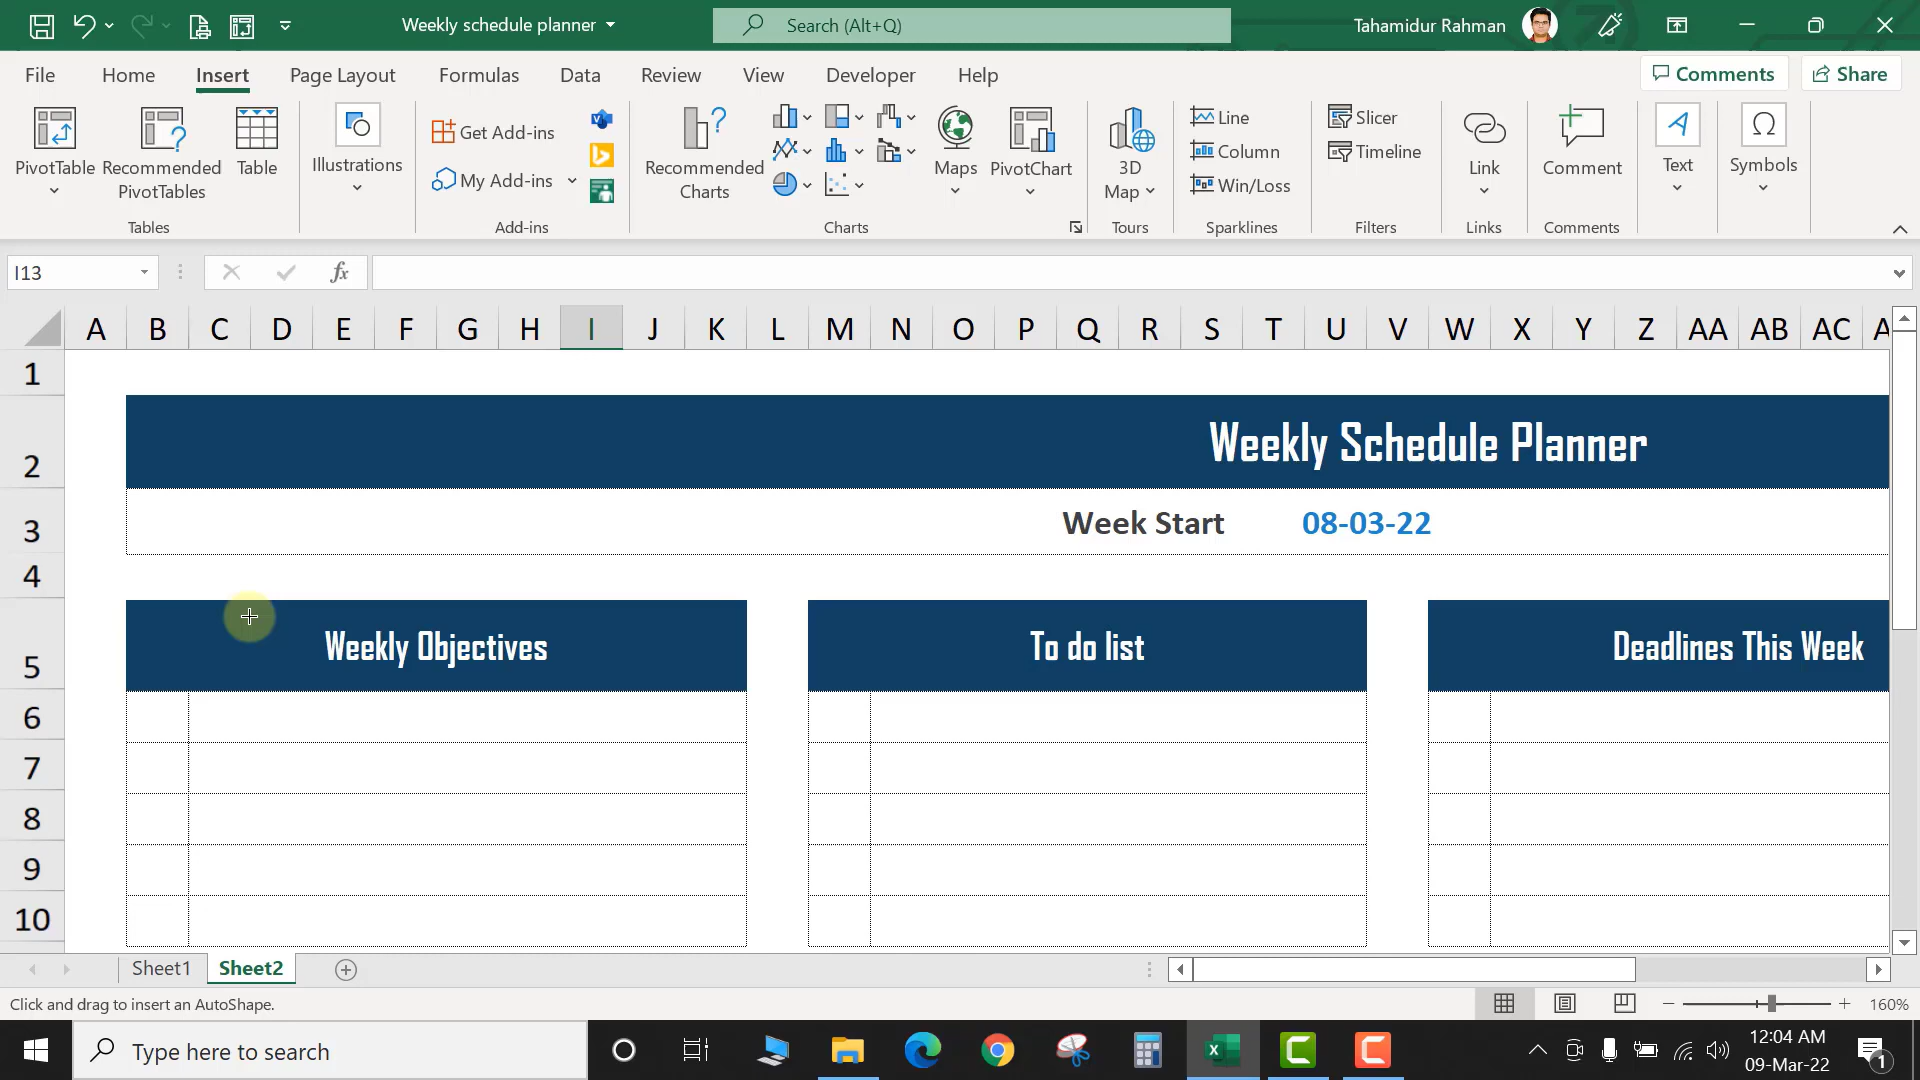 Weekly schedule planner
Search (Alt+Q)
Tahamidur Rahman
File Home Insert Page Layout Formulas Data Review View Developer Help
Comments
Share
PivotTable
Recommended PivotTables
Table
Illustrations
Get Add-ins
My Add-ins
Recommended Charts
Maps
PivotChart
3D Map
Line
Column
Win/Loss
Slicer
Timeline
Link
Comment
Text
Symbols
Tables
Add-ins
Charts
Tours
Sparklines
Filters
Links
Comments
I13
fx
A B C D E F G H I J K L M N O P Q R S T U V W X Y Z AA AB AC
1
2 Weekly Schedule Planner
3 Week Start 08-03-22
4
5 Weekly Objectives To do list Deadlines This Week
6
7
8
9
10
Sheet1 Sheet2
Click and drag to insert an AutoShape.
160%
Type here to search
12:04 AM
09-Mar-22
1